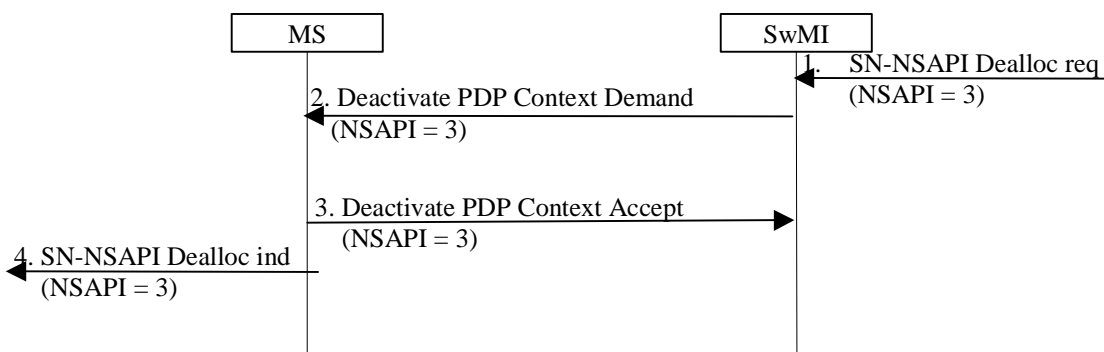 MS
SwMI
1. SN-NSAPI Dealloc req
(NSAPI = 3)
2. Deactivate PDP Context Demand
(NSAPI = 3)
3. Deactivate PDP Context Accept
(NSAPI = 3)
4. SN-NSAPI Dealloc ind
(NSAPI = 3)